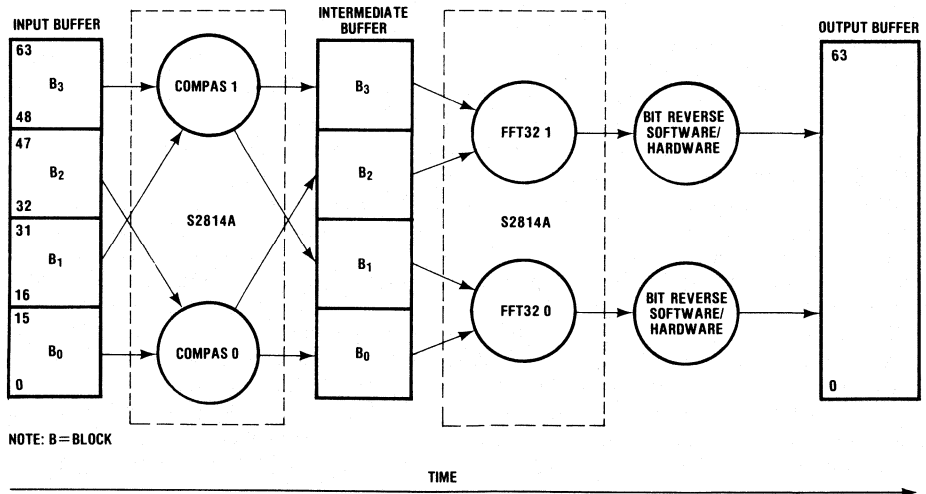 INPUT BUFFER
63
B3
48
47
B2
32
31
B1
16
15
B0
0
COMPAS 1
S2814A
COMPAS 0
INTERMEDIATE
BUFFER
B3
B2
B1
B0
FFT32 1
S2814A
FFT32 0
BIT REVERSE
SOFTWARE/
HARDWARE
BIT REVERSE
SOFTWARE/
HARDWARE
OUTPUT BUFFER
63
0
NOTE: B=BLOCK
TIME